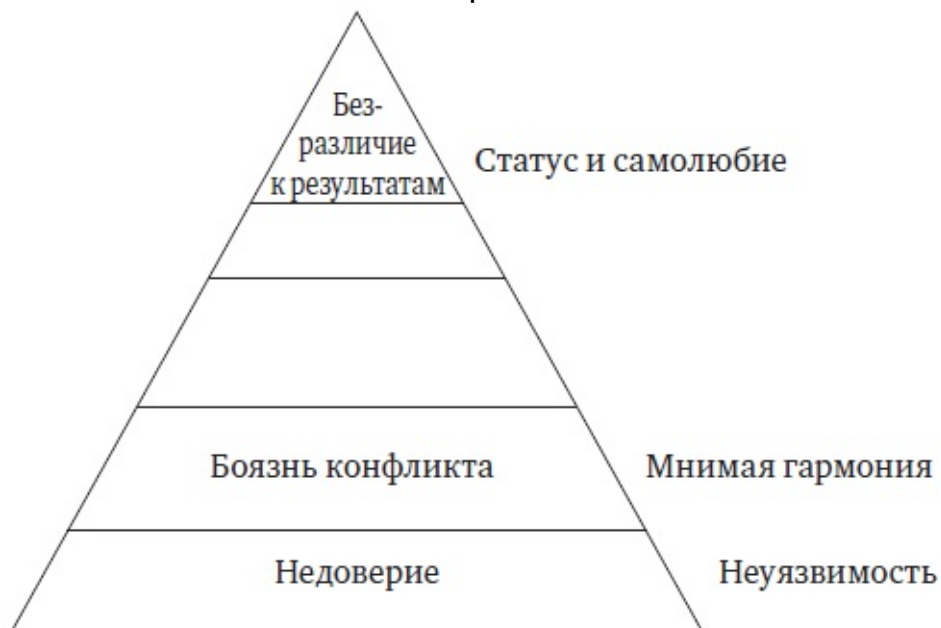 Без-
различие
к результатам
Статус и самолюбие
Боязнь конфликта
Мнимая гармония
Недоверие
Неуязвимость